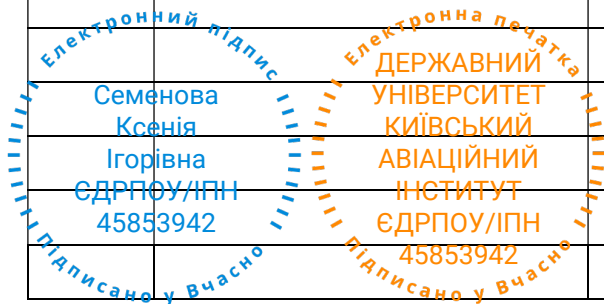 Електронний підпис
Семенова
Ксенія
Ігорівна
ЄДРПОУ/ІПН
45853942
Підписано у Вчасно
Електронна печатка
ДЕРЖАВНИЙ
УНІВЕРСИТЕТ
КИЇВСЬКИЙ
АВІАЦІЙНИЙ
ІНСТИТУТ
ЄДРПОУ/ІПН
45853942
Підписано у Вчасно